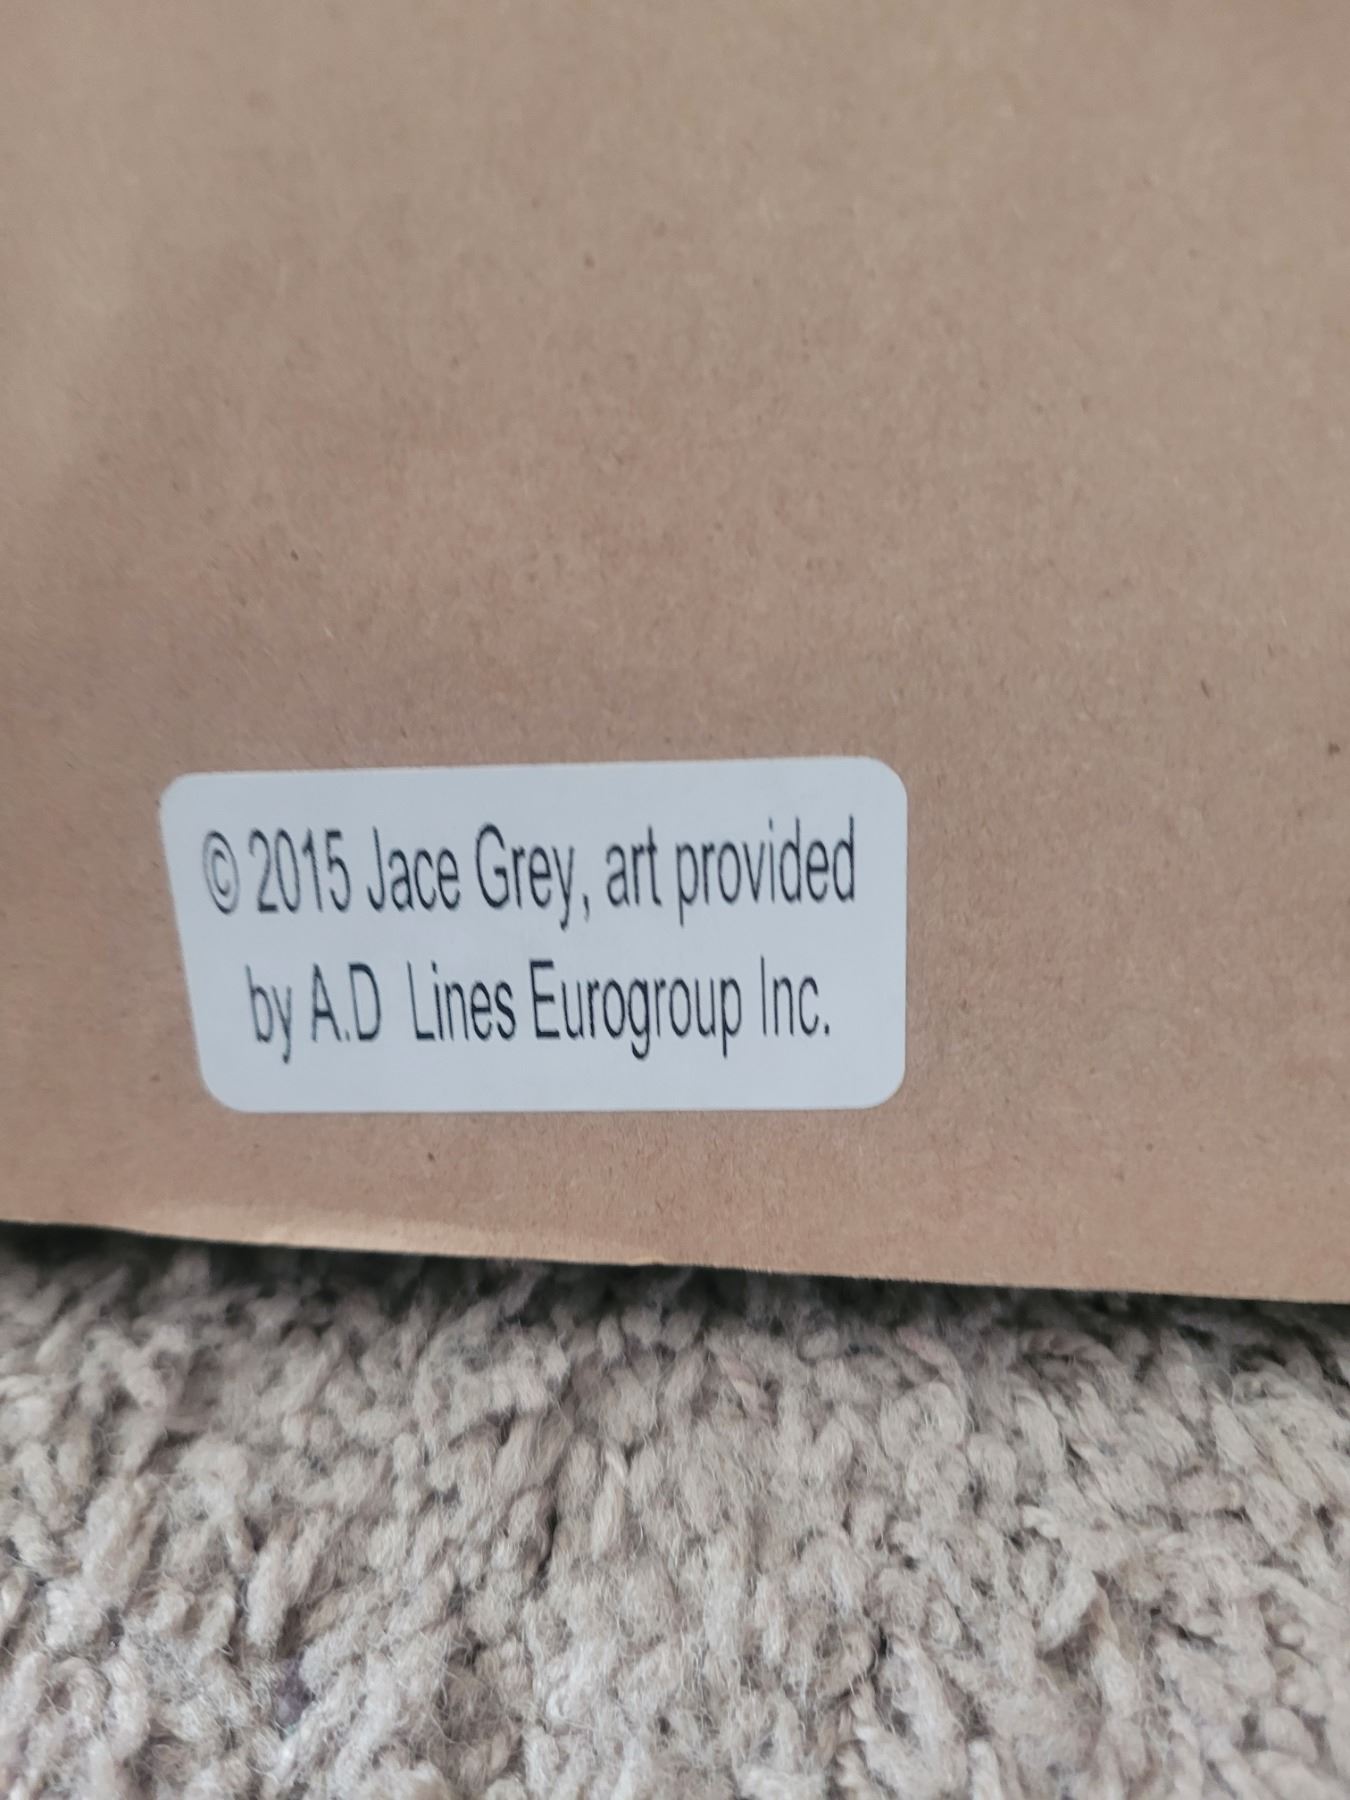 © 2015 Jace Grey, art provided
by A.D  Lines Eurogroup Inc.